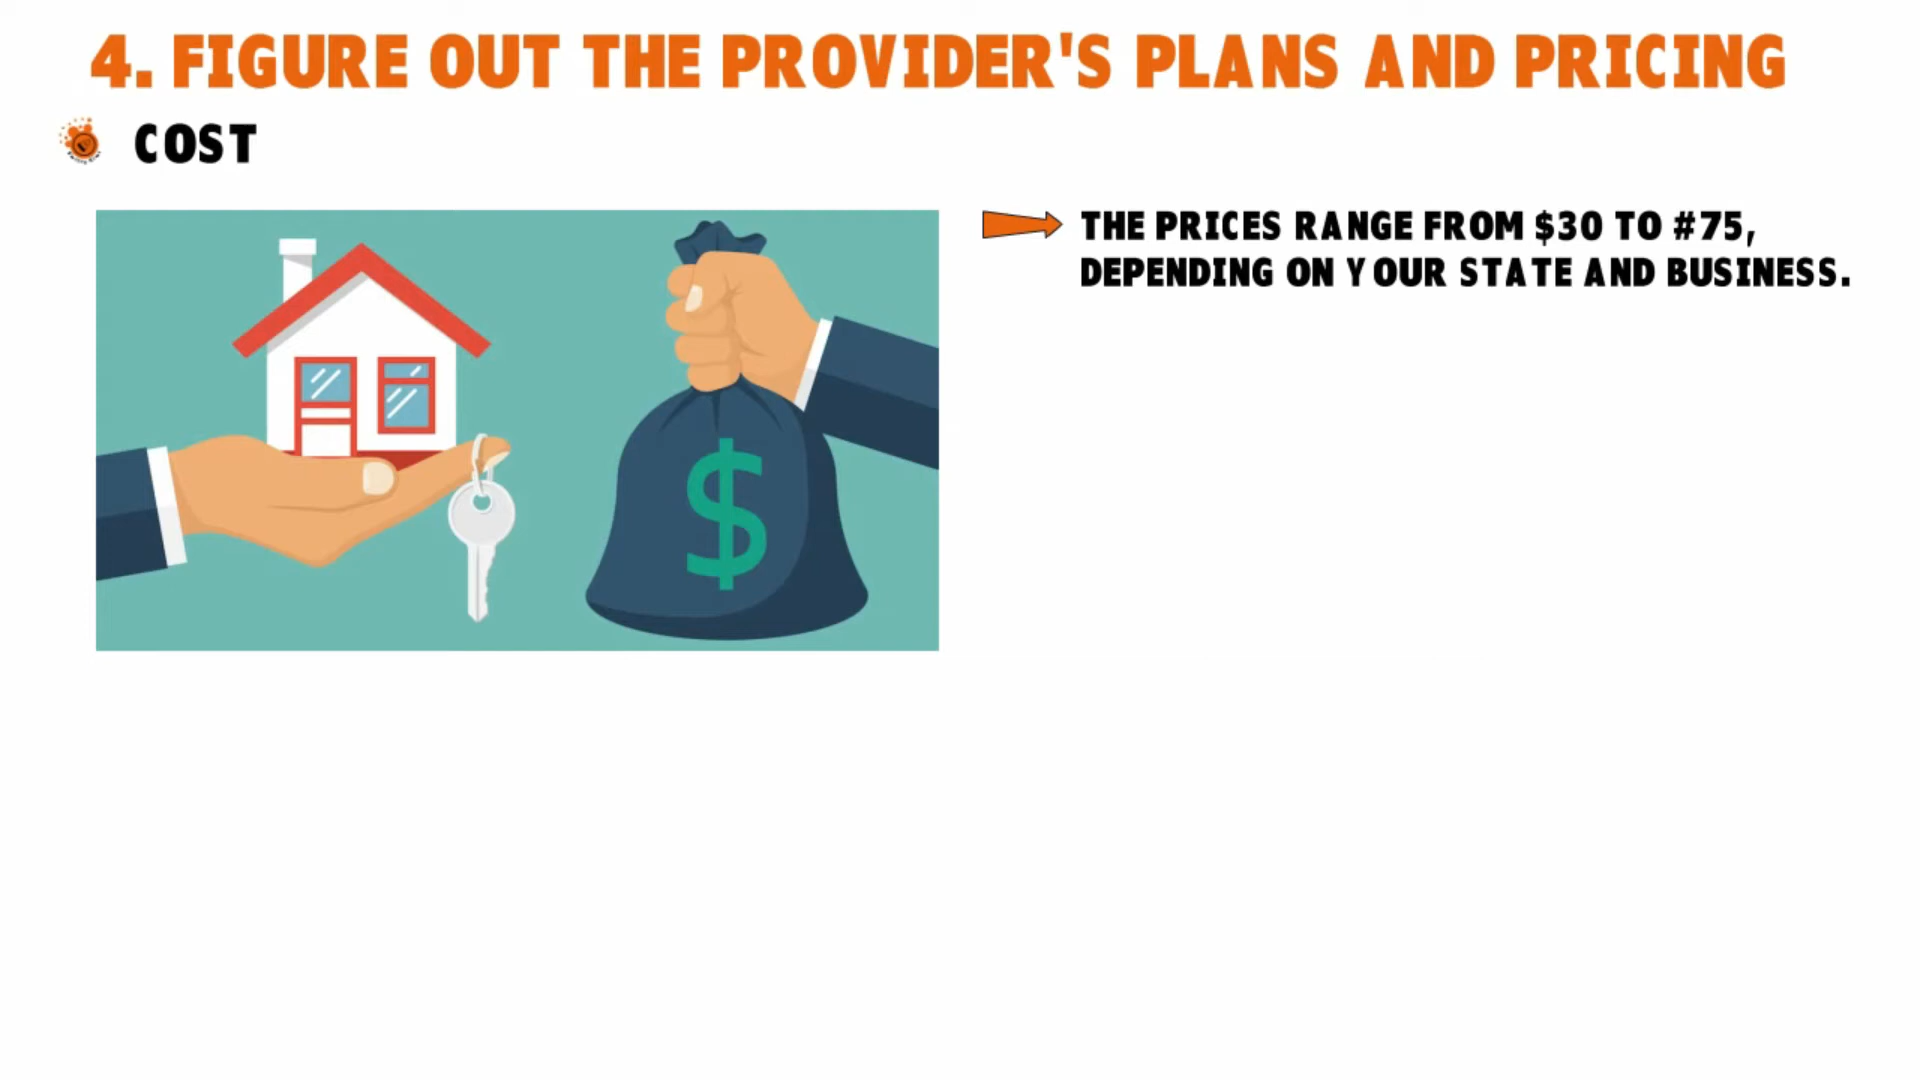 4. FIGURE OUT THE PROVIDER'S PLANS AND PRICING
COST
THE PRICES RANGE FROM $30 TO #75,
DEPENDING ON YOUR STATE AND BUSINESS.
$